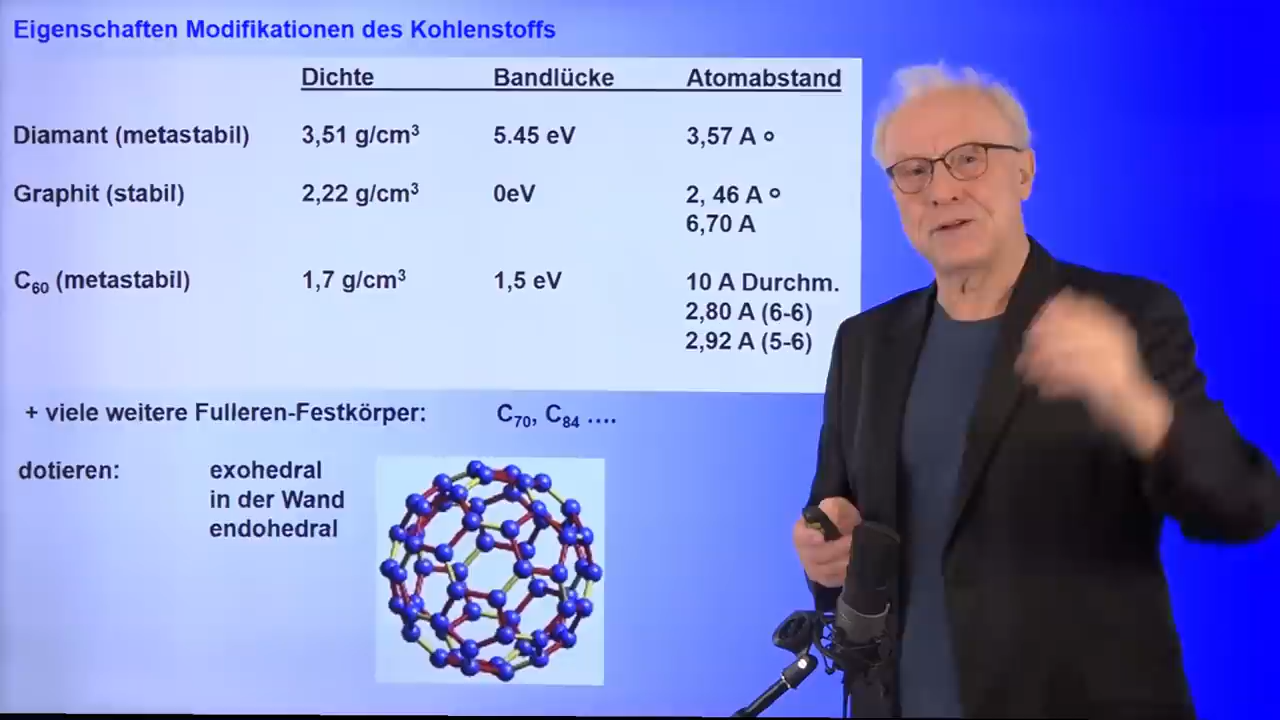 Eigenschaften Modifikationen des Kohlenstoffs
Dichte Bandlücke Atomabstand
Diamant (metastabil) 3,51 g/cm³ 5.45 eV 3,57 A o
Graphit (stabil) 2,22 g/cm³ 0eV 2, 46 A o
6,70 A
C₆₀ (metastabil) 1,7 g/cm³ 1,5 eV 10 A Durchm.
2,80 A (6-6)
2,92 A (5-6)
+ viele weitere Fulleren-Festkörper: C₇₀, C₈₄ ....
dotieren: exohedral
in der Wand
endohedral